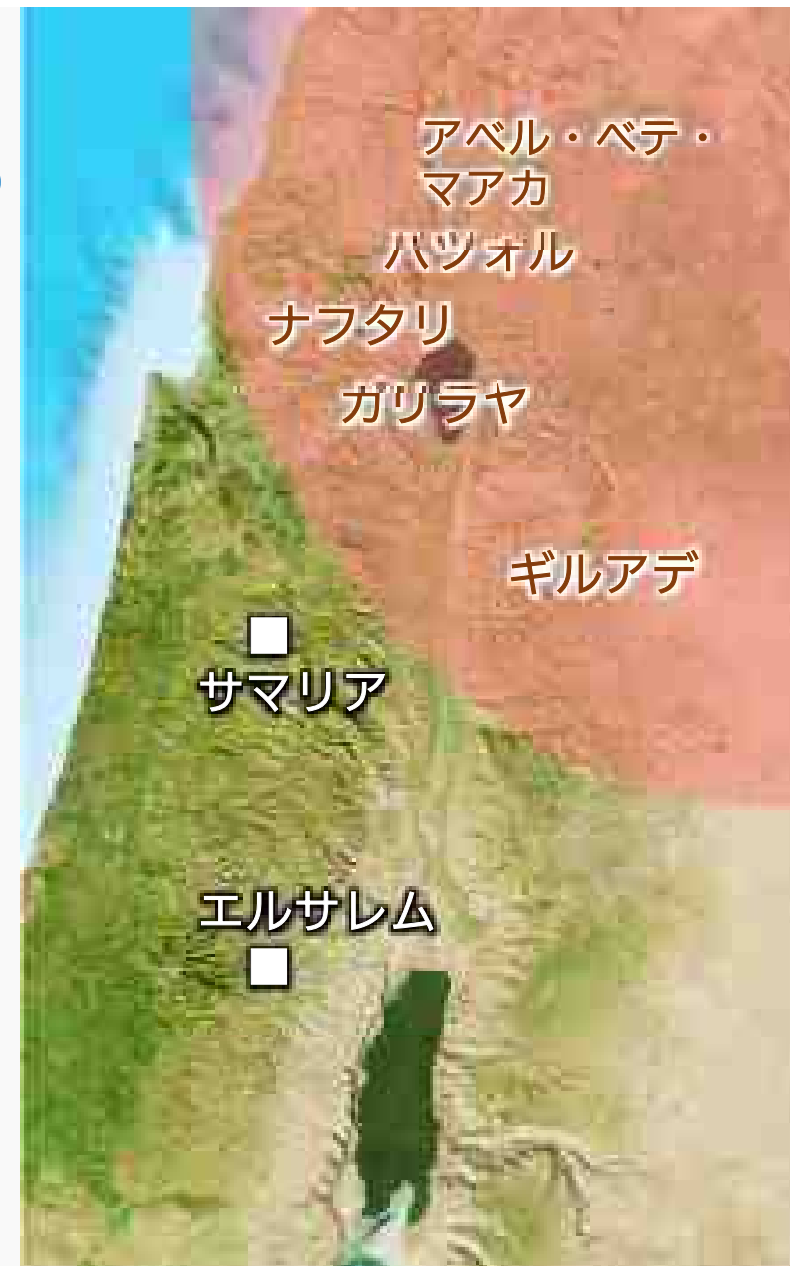 アベル・ベテ・
マアカ
ハツォル
ナフタリ
ガリラヤ
ギルアデ
サマリア
エルサレム